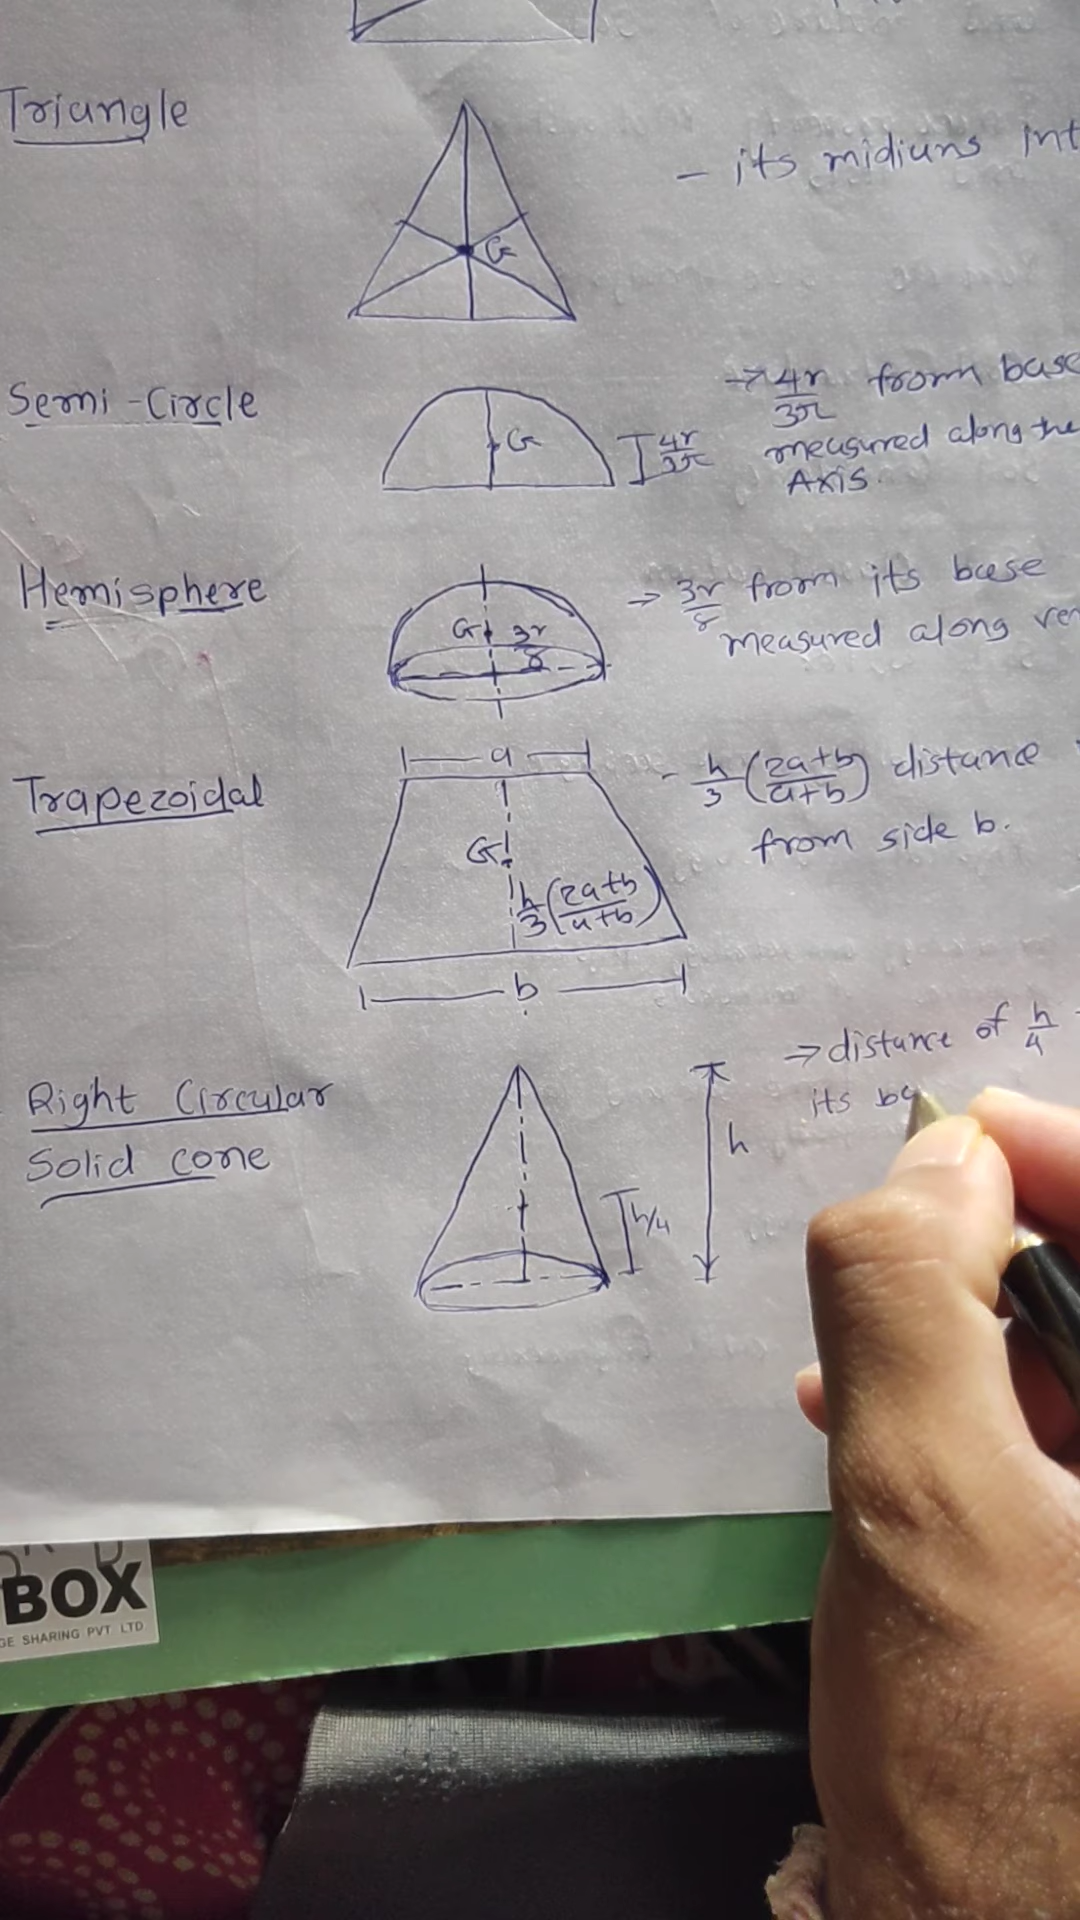 Triangle
G
- its midiuns int
Semi-Circle
G
4r/3π
→ 4r/3π from base
measured along the
Axis.
Hemisphere
G 3r/8
→ 3r/8 from its base
measured along ver
a
Trapezoidal
G
h/3 (2a+b/a+b)
- h/3 (2a+b/a+b) distance
from side b.
b
Right Circular
Solid cone
h/4
h
→ distance of h/4
its ba
BOX
GE SHARING PVT LTD